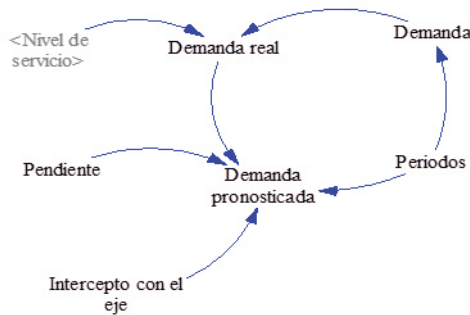 <Nivel de
servicio>
Demanda real
Demanda
Pendiente
Demanda
pronosticada
Periodos
Intercepto con el
eje